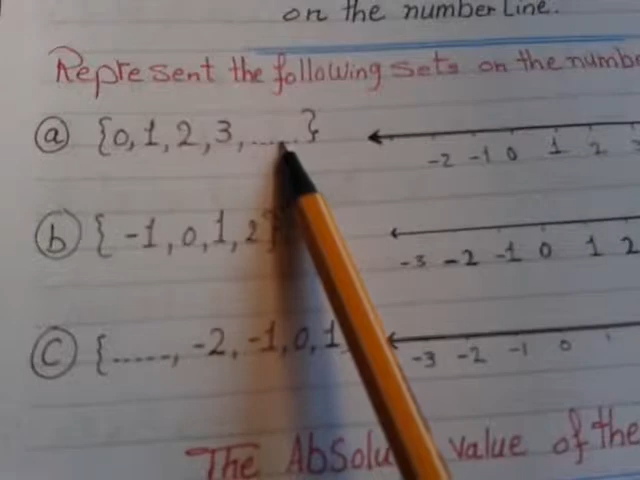 on the number line.
Represent the following sets on the numbe
(a) {0, 1, 2, 3, ......}
-2 -1 0 1 2 3
(b) { -1, 0, 1, 2}
-3 -2 -1 0 1 2
(c) {......, -2, -1, 0, 1
-3 -2 -1 0
The Absolu value of the